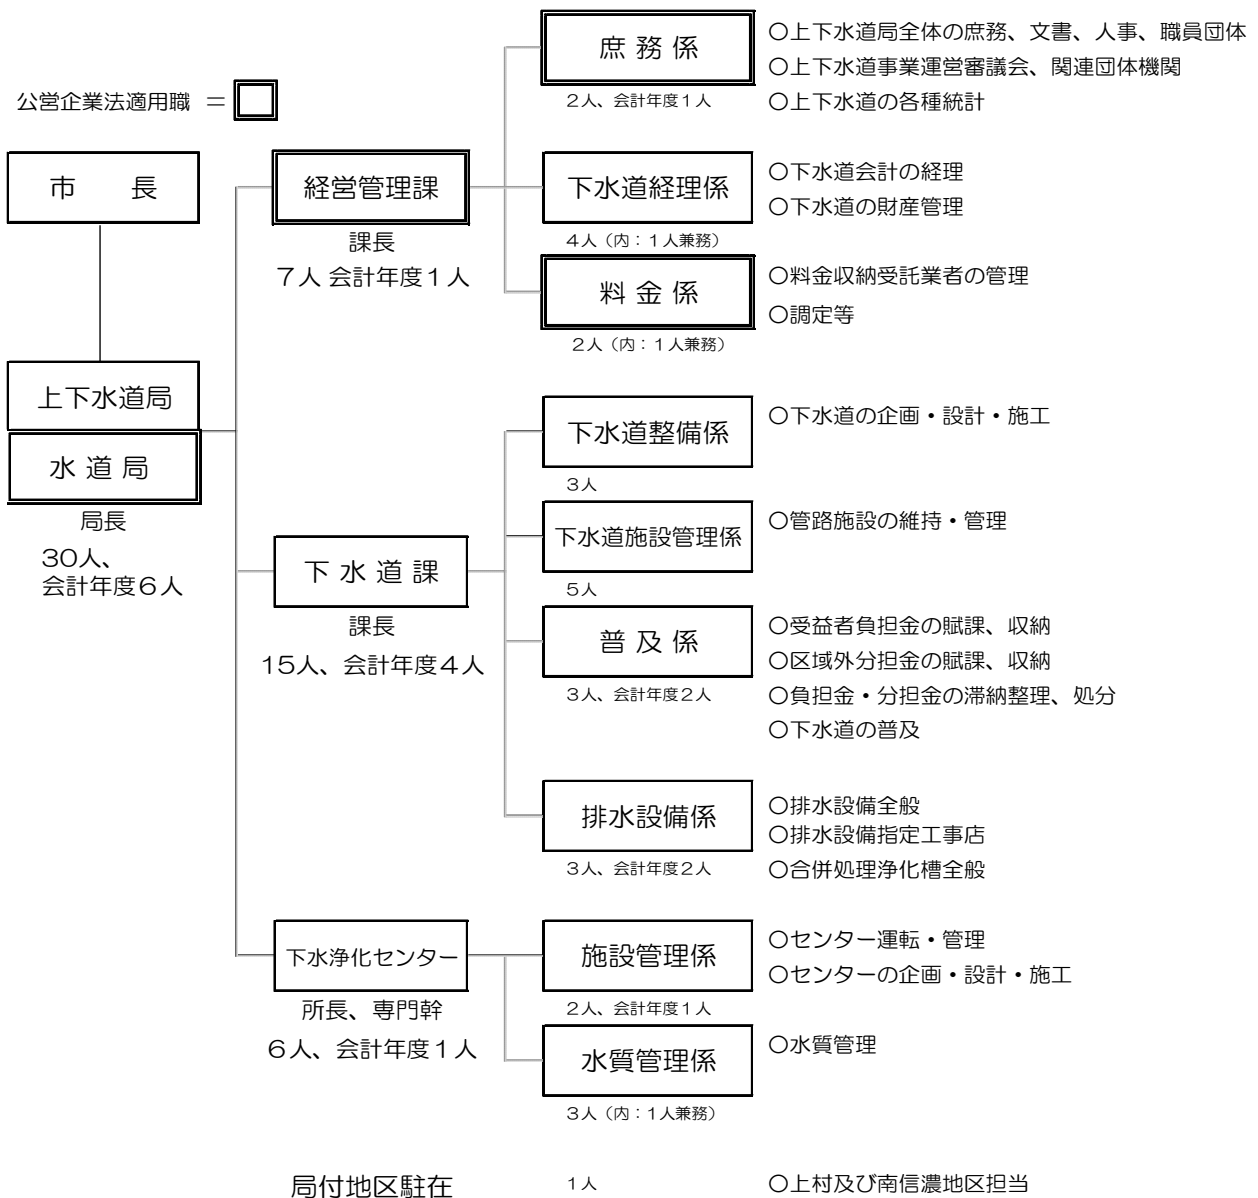 公営企業法適用職 =
市 長
上下水道局
水 道 局
局長
30人、
会計年度6人
経営管理課
課長
7人 会計年度1人
庶 務 係
2人、会計年度1人
○上下水道局全体の庶務、文書、人事、職員団体
○上下水道事業運営審議会、関連団体機関
○上下水道の各種統計
下水道経理係
4人（内：1人兼務）
○下水道会計の経理
○下水道の財産管理
料 金 係
2人（内：1人兼務）
○料金収納受託業者の管理
○調定等
下 水 道 課
課長
15人、会計年度4人
下水道整備係
3人
○下水道の企画・設計・施工
下水道施設管理係
5人
○管路施設の維持・管理
普 及 係
3人、会計年度2人
○受益者負担金の賦課、収納
○区域外分担金の賦課、収納
○負担金・分担金の滞納整理、処分
○下水道の普及
排水設備係
3人、会計年度2人
○排水設備全般
○排水設備指定工事店
○合併処理浄化槽全般
下水浄化センター
所長、専門幹
6人、会計年度1人
施設管理係
2人、会計年度1人
○センター運転・管理
○センターの企画・設計・施工
水質管理係
3人（内：1人兼務）
○水質管理
局付地区駐在
1人
○上村及び南信濃地区担当